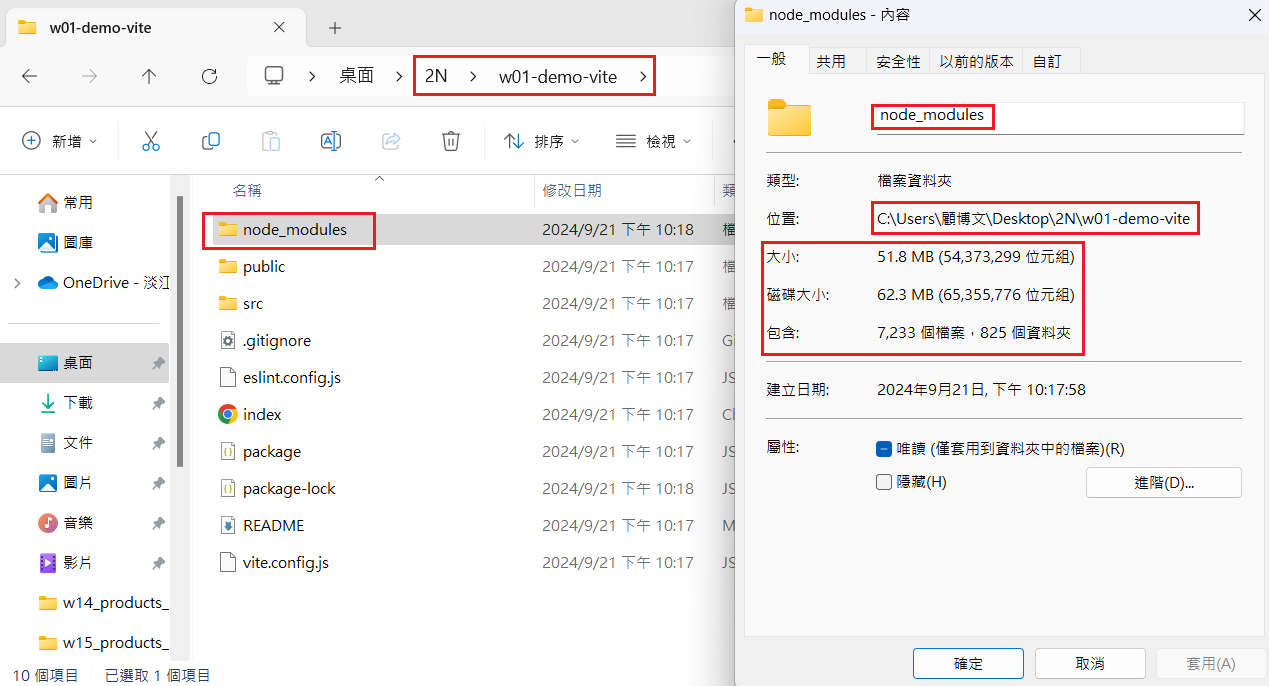 w01-demo-vite
桌面
2N
w01-demo-vite
新增
排序
檢視
常用
圖庫
OneDrive - 淡江
桌面
下載
文件
圖片
音樂
影片
w14_products_
w15_products_
名稱 修改日期 類
node_modules 2024/9/21 下午 10:18 檔
public 2024/9/21 下午 10:17 檔
src 2024/9/21 下午 10:17 檔
.gitignore 2024/9/21 下午 10:17 Gi
eslint.config.js 2024/9/21 下午 10:17 JS
index 2024/9/21 下午 10:17 Ch
package 2024/9/21 下午 10:17 JS
package-lock 2024/9/21 下午 10:18 JS
README 2024/9/21 下午 10:17 M
vite.config.js 2024/9/21 下午 10:17 JS
10 個項目 已選取 1 個項目
node_modules - 內容
一般 共用 安全性 以前的版本 自訂
node_modules
類型: 檔案資料夾
位置: C:\Users\顧博文\Desktop\2N\w01-demo-vite
大小: 51.8 MB (54,373,299 位元組)
磁碟大小: 62.3 MB (65,355,776 位元組)
包含: 7,233 個檔案，825 個資料夾
建立日期: 2024年9月21日, 下午 10:17:58
屬性: 唯讀 (僅套用到資料夾中的檔案)(R)
隱藏(H)
進階(D)...
確定 取消 套用(A)